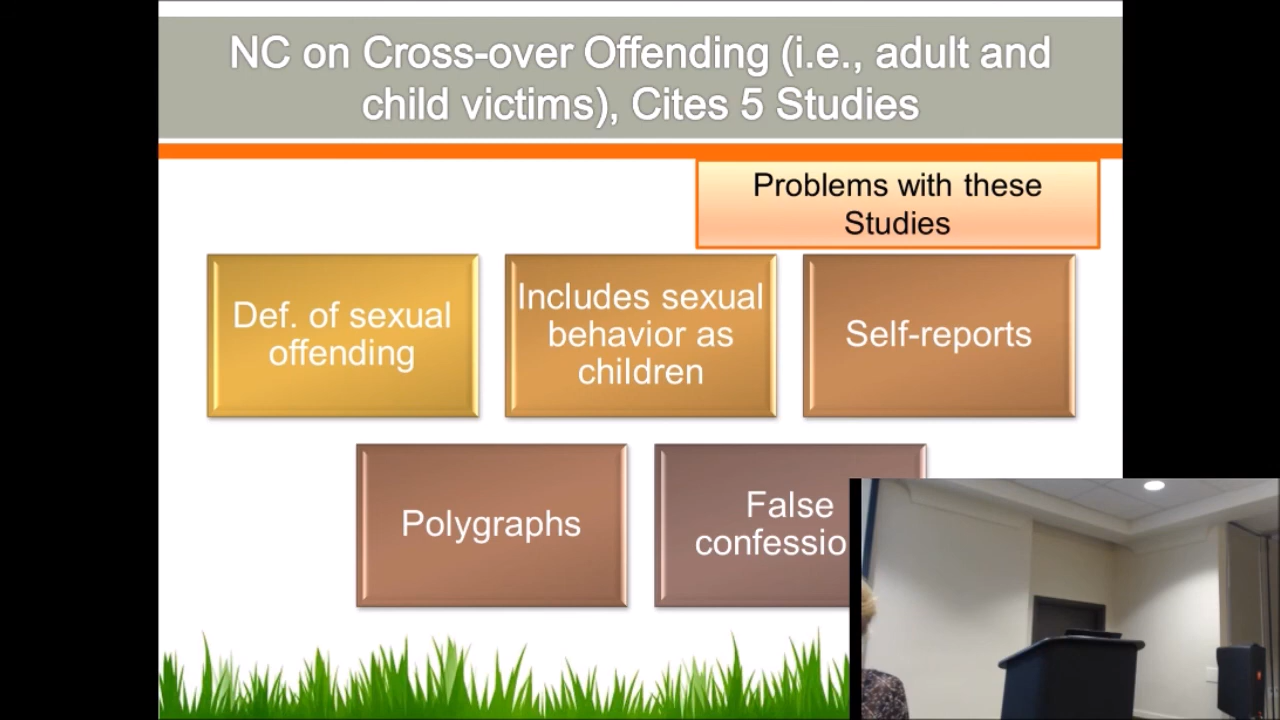 NC on Cross-over Offending (i.e., adult and
child victims), Cites 5 Studies
Problems with these
Studies
Def. of sexual
offending
Includes sexual
behavior as
children
Self-reports
Polygraphs
False
confessio